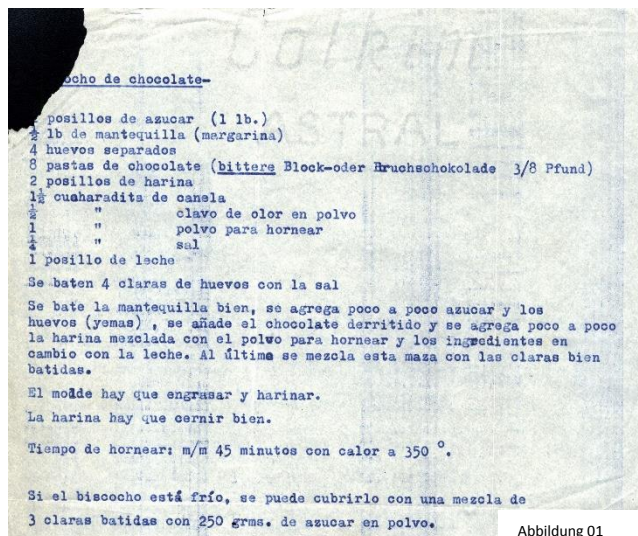 bolkim
ASTRAL
ocho de chocolate-
posillos de azucar (1 lb.)
½ lb de mantequilla (margarina)
4 huevos separados
8 pastas de chocolate (bittere Block-oder Bruchschokolade 3/8 Pfund)
2 posillos de harina
1½ cuaharadita de canela
½ " clavo de olor en polvo
1 " polvo para hornear
¼ " sal
1 posillo de leche
Se baten 4 claras de huevos con la sal
Se bate la mantequilla bien, se agrega poco a poco azucar y los
huevos (yemas) , se añade el chocolate derritido y se agrega poco a poco
la harina mezclada con el polvo para hornear y los ingredientes en
cambio con la leche. Al último se mezcla esta maza con las claras bien
batidas.
El molde hay que engrasar y harinar.
La harina hay que cernir bien.
Tiempo de hornear: m/m 45 minutos con calor a 350 °.
Si el biscocho está frío, se puede cubrirlo con una mezcla de
3 claras batidas con 250 grms. de azucar en polvo.
Abbildung 01